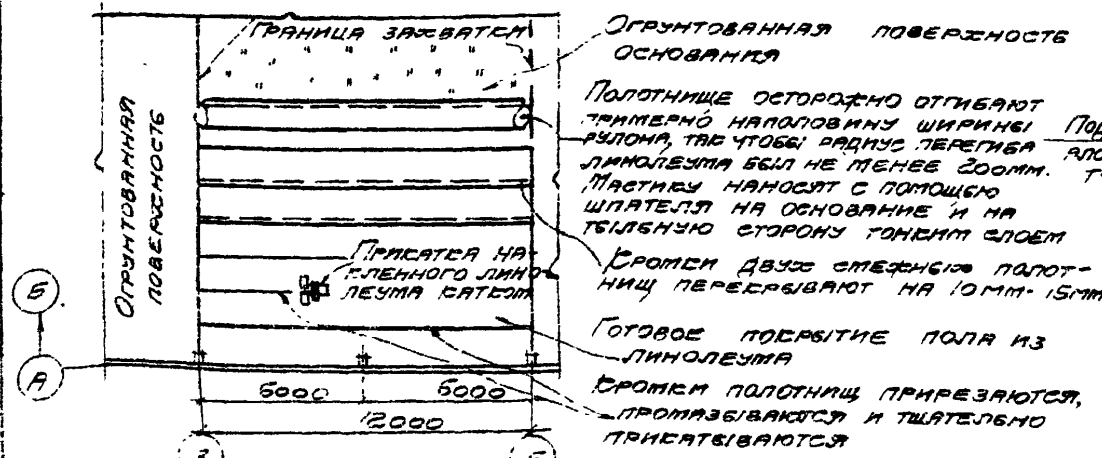 ГРАНИЦА ЗАХВАТКИ
ОГРУНТОВАННАЯ ПОВЕРХНОСТЬ
ОСНОВАНИЯ
ОГРУНТОВАННАЯ
ПОВЕРХНОСТЬ
ПОЛОТНИЩЕ ОСТОРОЖНО ОТГИБАЮТ
ПРИМЕРНО НАПОЛОВИНУ ШИРИНЫ
РУЛОНА, ТАК ЧТОБЫ РАДИУС ПЕРЕГИБА
ЛИНОЛЕУМА БЫЛ НЕ МЕНЕЕ 200ММ.
МАСТИКУ НАНОСЯТ С ПОМОЩЬЮ
ШПАТЕЛЯ НА ОСНОВАНИЕ И НА
ТЫЛЬНУЮ СТОРОНУ ТОНКИМ СЛОЕМ
ПРИКАТКА НА-
КЛЕННОГО ЛИНО-
ЛЕУМА КАТКОМ
КРОМКИ ДВУХ СМЕЖНЫХ ПОЛОТ-
НИЩ ПЕРЕКРЫВАЮТ НА 10ММ-15ММ
ГОТОВОЕ ПОКРЫТИЕ ПОЛА ИЗ
ЛИНОЛЕУМА
КРОМКИ ПОЛОТНИЩ ПРИРЕЗАЮТСЯ,
ПРОМАЗЫВАЮТСЯ И ТЩАТЕЛЬНО
ПРИКАТЫВАЮТСЯ
Б
А
6000 6000
12000